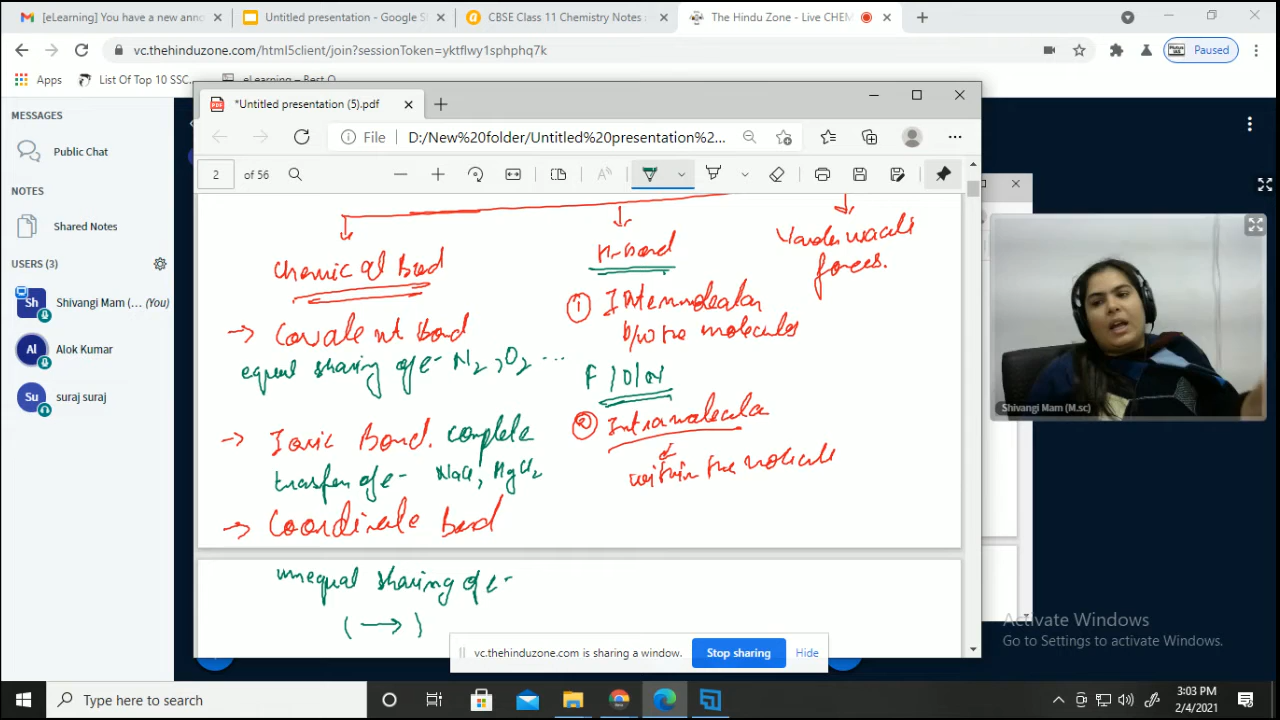 [eLearning] You have a new anno
Untitled presentation - Google S
CBSE Class 11 Chemistry Notes
The Hindu Zone - Live CHEM
vc.thehinduzone.com/html5client/join?sessionToken=yktflwy1sphphq7k
Paused
Apps
List Of Top 10 SSC...
eLearning – Best O
MESSAGES
Public Chat
NOTES
Shared Notes
USERS (3)
Sh
Shivangi Mam (... (You)
Al
Alok Kumar
Su
suraj suraj
*Untitled presentation (5).pdf
File
D:/New%20folder/Untitled%20presentation%2...
2
of 56
Chemical Bond
→ Covalent Bond
equal sharing of e- N2, O2 ...
→ Ionic Bond. complete
transfer of e- NaCl, MgCl2
→ Coordinate bond
unequal sharing of e-
( → )
H-Bond
① Intermolecular
b/w the molecules
F/O/N
② Intramolecular
within the molecule
Vander waals
forces.
Shivangi Mam (M.sc)
Activate Windows
Go to Settings to activate Windows.
vc.thehinduzone.com is sharing a window.
Stop sharing
Hide
Type here to search
3:03 PM
2/4/2021